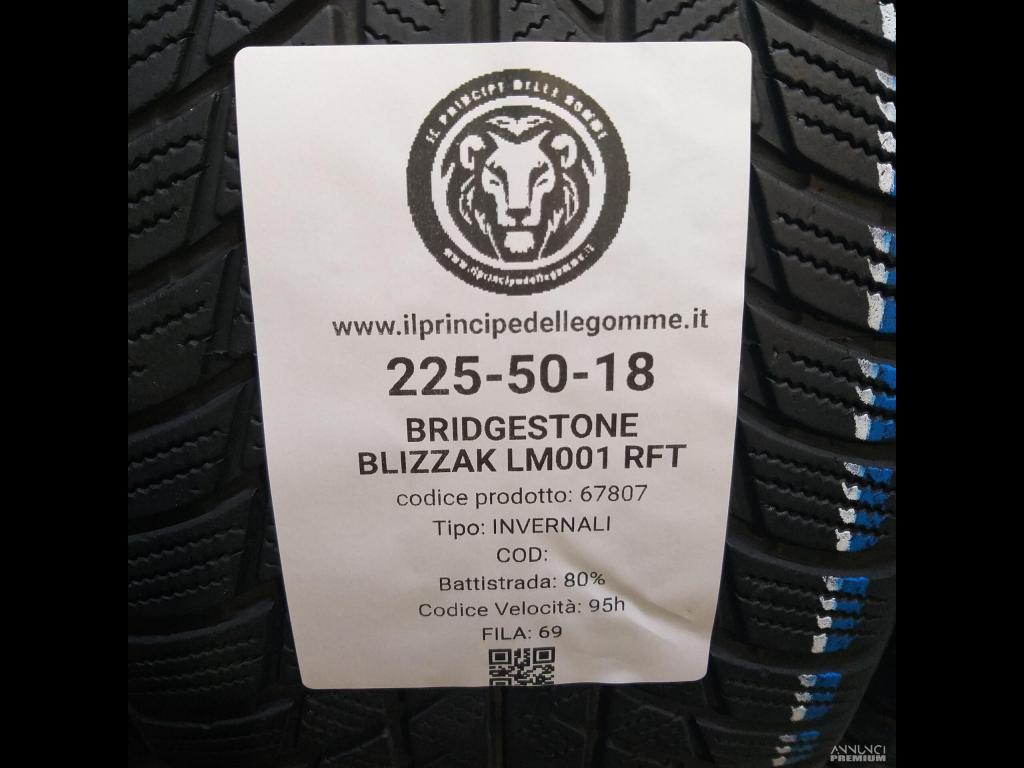 IL PRINCIPE DELLE GOMME
www.ilprincipedellegomme.it
www.ilprincipedellegomme.it
225-50-18
BRIDGESTONE
BLIZZAK LM001 RFT
codice prodotto: 67807
Tipo: INVERNALI
COD:
Battistrada: 80%
Codice Velocità: 95h
FILA: 69
ANNUNCI
PREMIUM